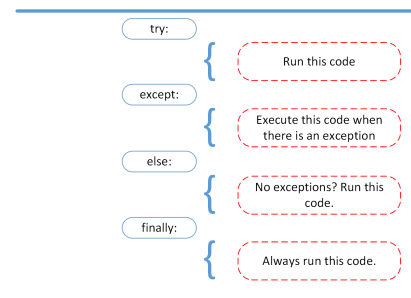 try:
Run this code
except:
Execute this code when
there is an exception
else:
No exceptions? Run this
code.
finally:
Always run this code.